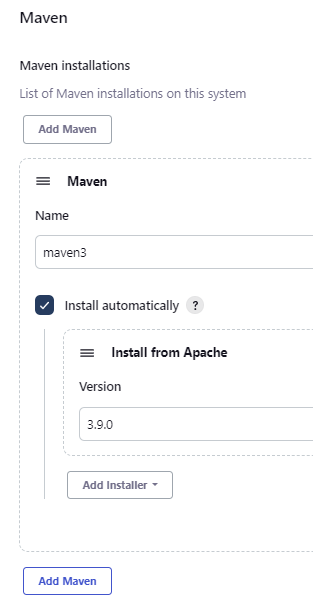 Maven
Maven installations
List of Maven installations on this system
Add Maven
Maven
Name
maven3
Install automatically ?
Install from Apache
Version
3.9.0
Add Installer
Add Maven